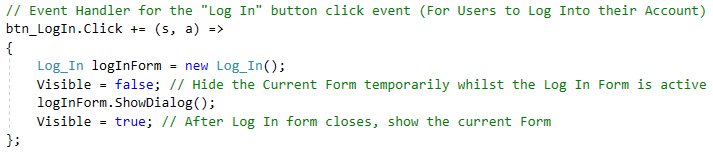 // Event Handler for the "Log In" button click event (For Users to Log Into their Account)
btn_LogIn.Click += (s, a) =>
{
    Log_In logInForm = new Log_In();
    Visible = false; // Hide the Current Form temporarily whilst the Log In Form is active
    logInForm.ShowDialog();
    Visible = true; // After Log In form closes, show the current Form
};